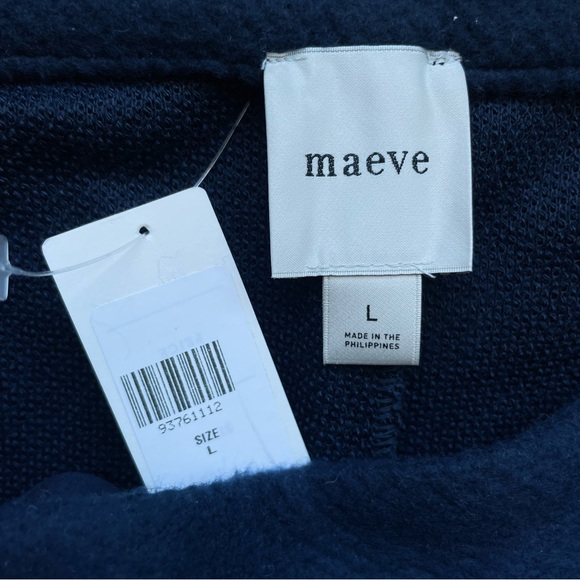 maeve
L
MADE IN THE
PHILIPPINES
93761112
SIZE
L